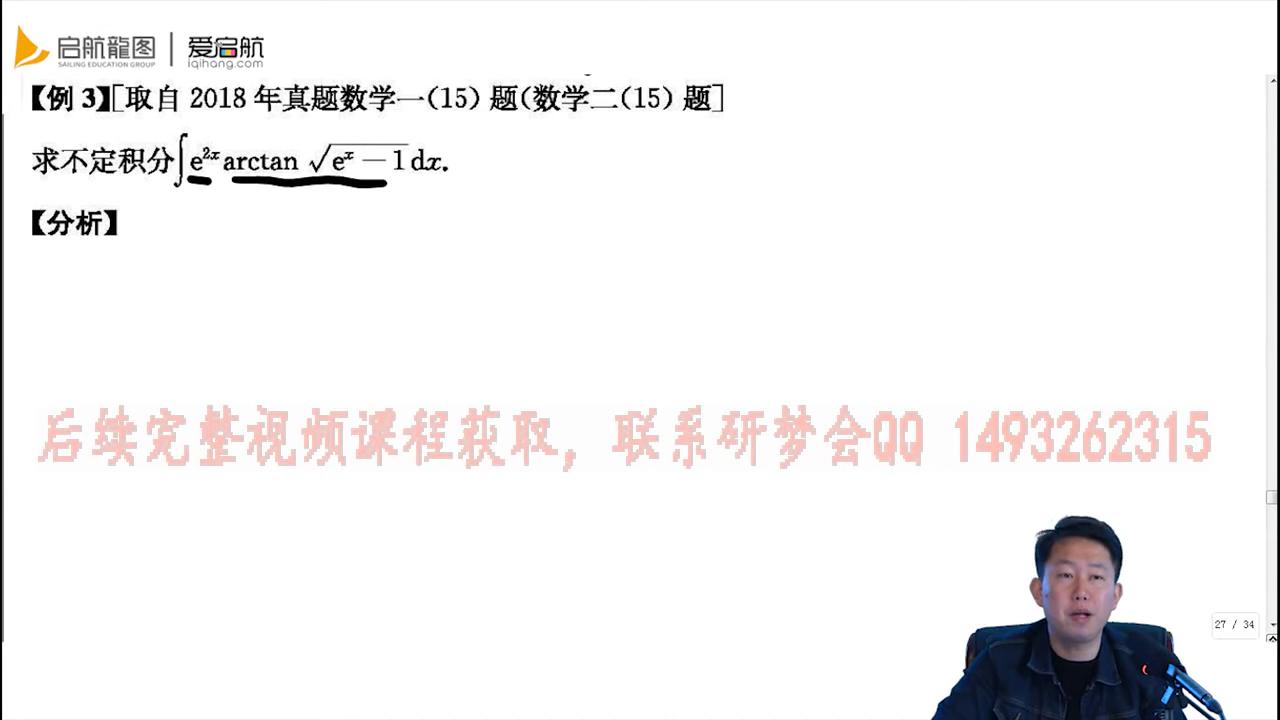 启航龍图 | 爱启航
SAILING EDUCATION GROUP iqihang.com
【例 3】[取自 2018 年真题数学一(15) 题(数学二(15) 题]
求不定积分∫e^{2x} arctan √(e^x − 1) dx.
【分析】
后续完整视频课程获取，联系研梦会QQ 1493262315
27 / 34